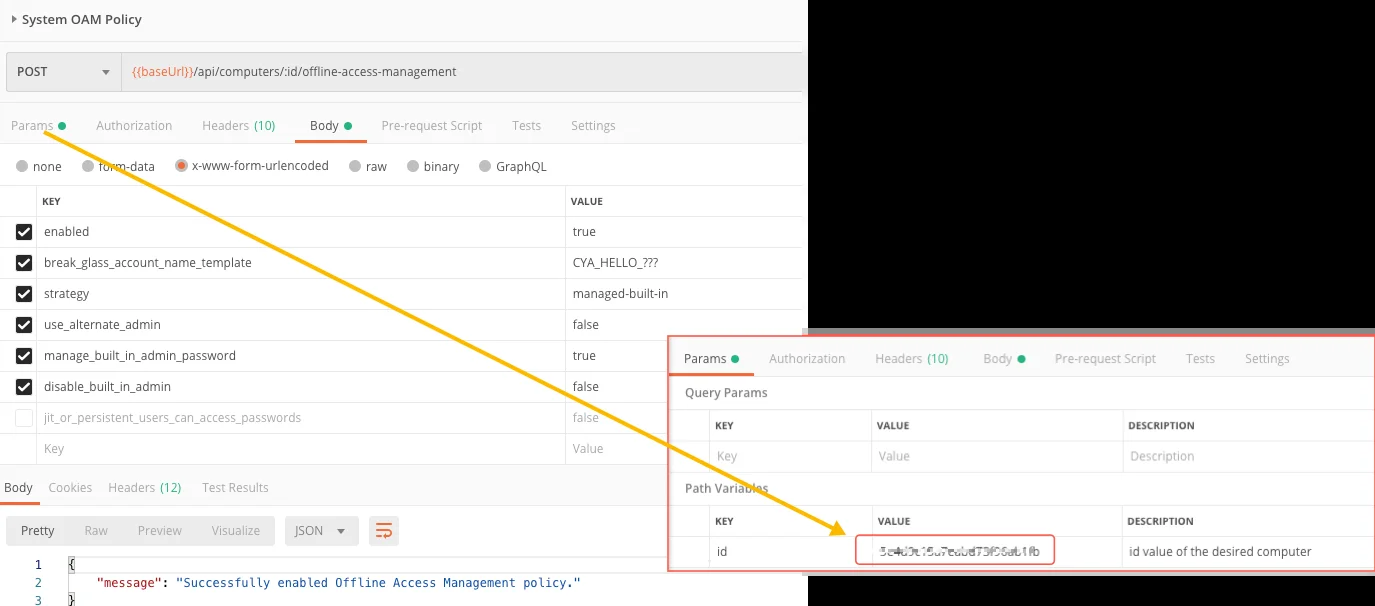 System OAM Policy
POST {{baseUrl}}/api/computers/:id/offline-access-management
Params Authorization Headers (10) Body Pre-request Script Tests Settings
none form-data x-www-form-urlencoded raw binary GraphQL
KEY VALUE
enabled true
break_glass_account_name_template CYA_HELLO_???
strategy managed-built-in
use_alternate_admin false
manage_built_in_admin_password true
disable_built_in_admin false
jit_or_persistent_users_can_access_passwords false
Key Value
Body Cookies Headers (12) Test Results
Pretty Raw Preview Visualize JSON
1 {
2 "message": "Successfully enabled Offline Access Management policy."
3 }
Params Authorization Headers (10) Body Pre-request Script Tests Settings
Query Params
KEY VALUE DESCRIPTION
Key Value Description
Path Variables
KEY VALUE DESCRIPTION
id id value of the desired computer